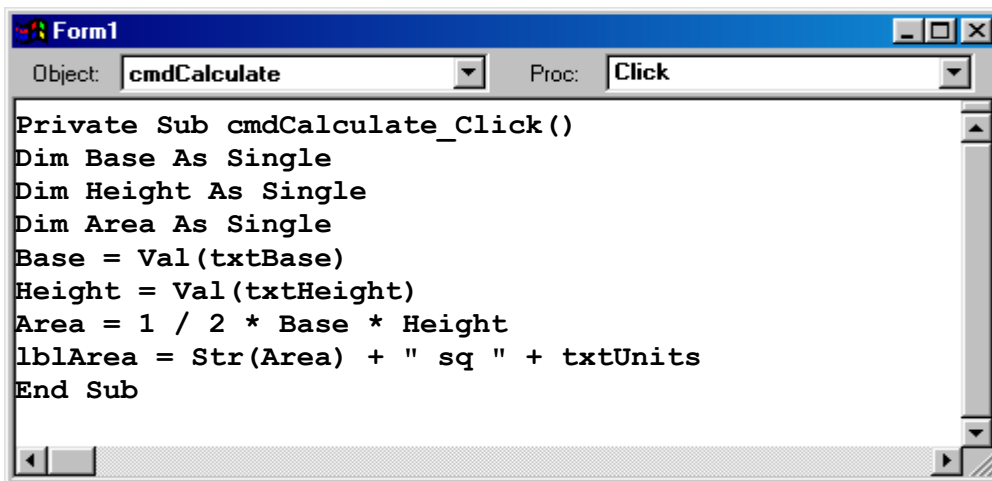 Form1
Object: cmdCalculate Proc: Click
Private Sub cmdCalculate_Click()
Dim Base As Single
Dim Height As Single
Dim Area As Single
Base = Val(txtBase)
Height = Val(txtHeight)
Area = 1 / 2 * Base * Height
lblArea = Str(Area) + " sq " + txtUnits
End Sub